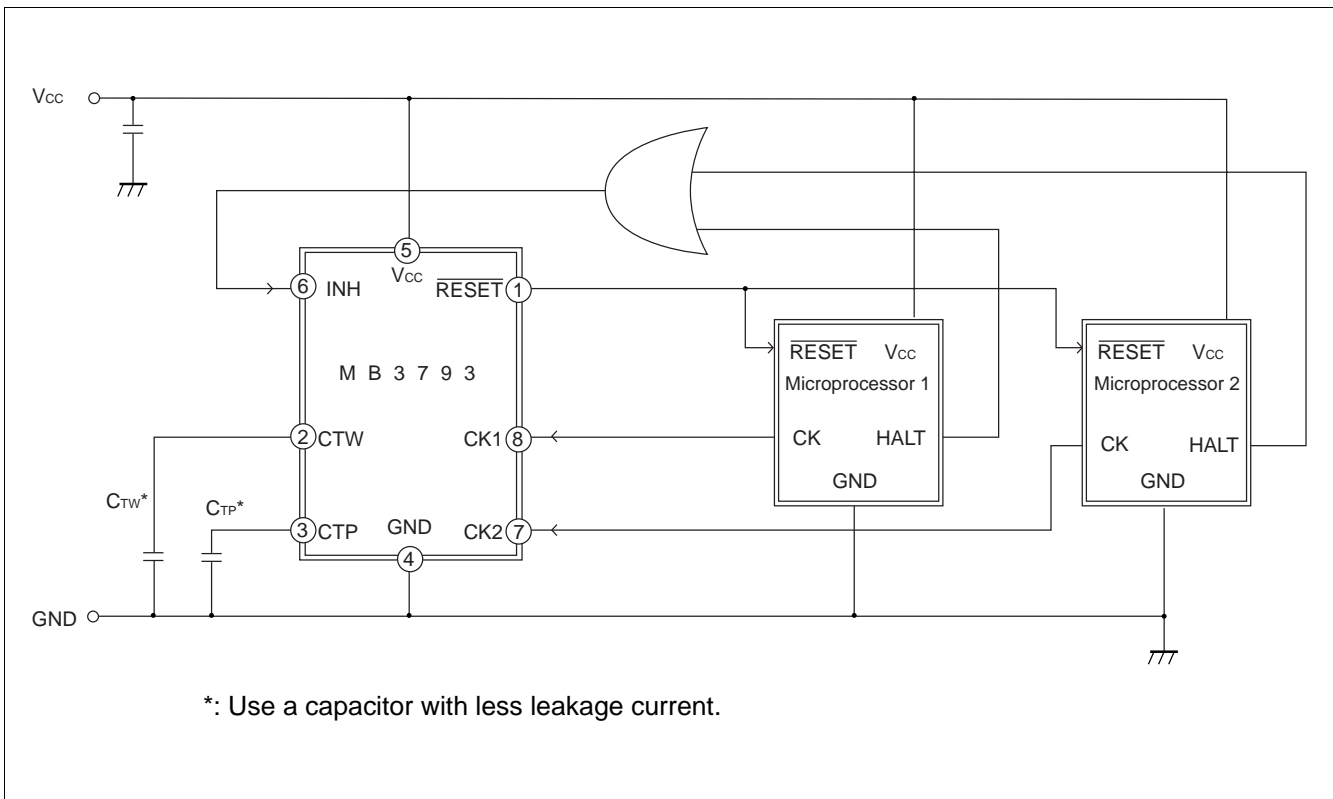 VCC
5
VCC
6
INH
RESET
1
M B 3 7 9 3
RESET VCC
Microprocessor 1
RESET VCC
Microprocessor 2
2
CTW
CK1
8
CK HALT
CK HALT
GND
GND
CTW*
CTP*
3
CTP
GND
CK2
7
4
GND
*: Use a capacitor with less leakage current.